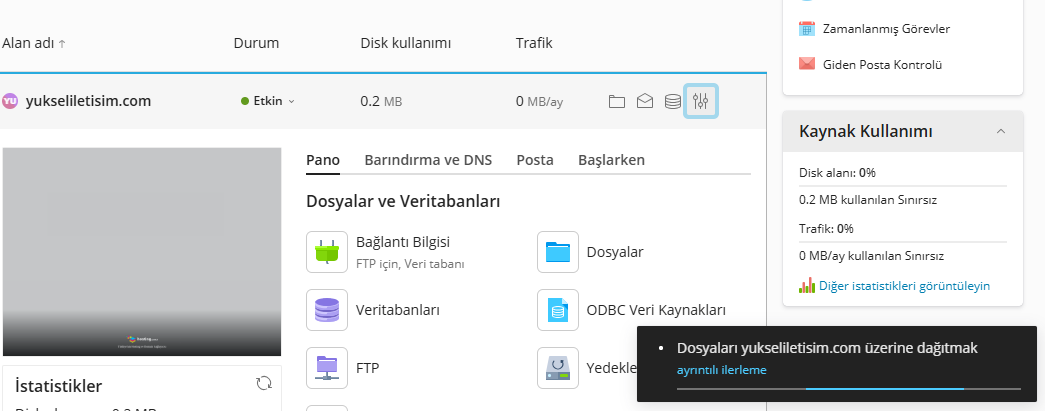 Alan adı ↑
Durum
Disk kullanımı
Trafik
YU yukseliletisim.com
Etkin
0.2 MB
0 MB/ay
Pano
Barındırma ve DNS
Posta
Başlarken
Dosyalar ve Veritabanları
Bağlantı Bilgisi
FTP için, Veri tabanı
Dosyalar
Veritabanları
ODBC Veri Kaynakları
FTP
Yedekle
İstatistikler
Zamanlanmış Görevler
Giden Posta Kontrolü
Kaynak Kullanımı
Disk alanı: 0%
0.2 MB kullanılan Sınırsız
Trafik: 0%
0 MB/ay kullanılan Sınırsız
Diğer istatistikleri görüntüleyin
• Dosyaları yukseliletisim.com üzerine dağıtmak
ayrıntılı ilerleme